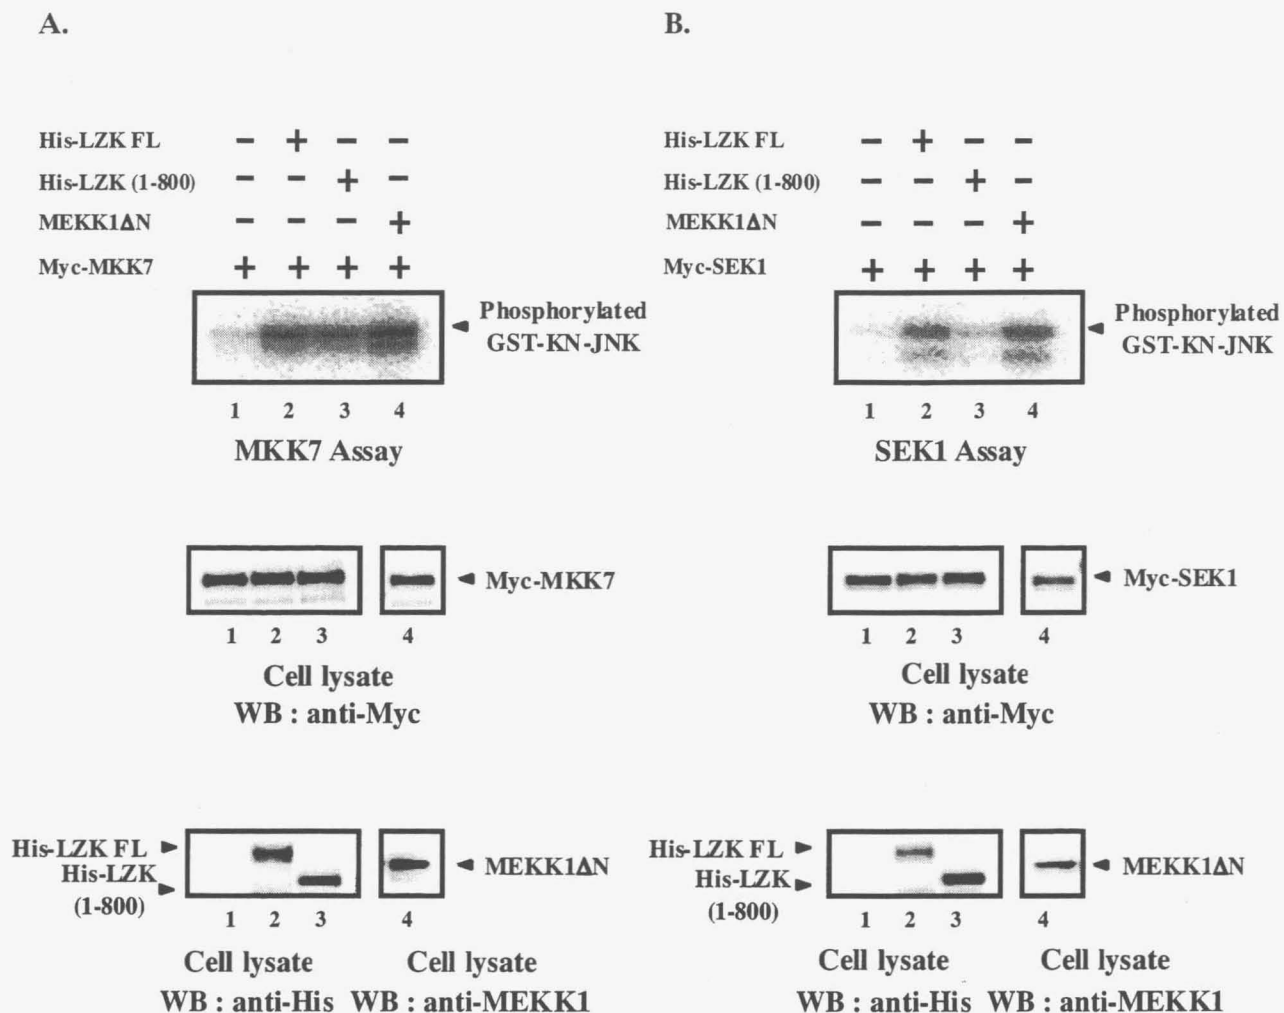 A.
His-LZK FL − + − −
His-LZK (1-800) − − + −
MEKK1ΔN − − − +
Myc-MKK7 + + + +
Phosphorylated
GST-KN-JNK
1 2 3 4
MKK7 Assay
Myc-MKK7
1 2 3 4
Cell lysate
WB : anti-Myc
His-LZK FL
His-LZK
(1-800)
MEKK1ΔN
1 2 3 4
Cell lysate
WB : anti-His
Cell lysate
WB : anti-MEKK1
B.
His-LZK FL − + − −
His-LZK (1-800) − − + −
MEKK1ΔN − − − +
Myc-SEK1 + + + +
Phosphorylated
GST-KN-JNK
1 2 3 4
SEK1 Assay
Myc-SEK1
1 2 3 4
Cell lysate
WB : anti-Myc
His-LZK FL
His-LZK
(1-800)
MEKK1ΔN
1 2 3 4
Cell lysate
WB : anti-His
Cell lysate
WB : anti-MEKK1